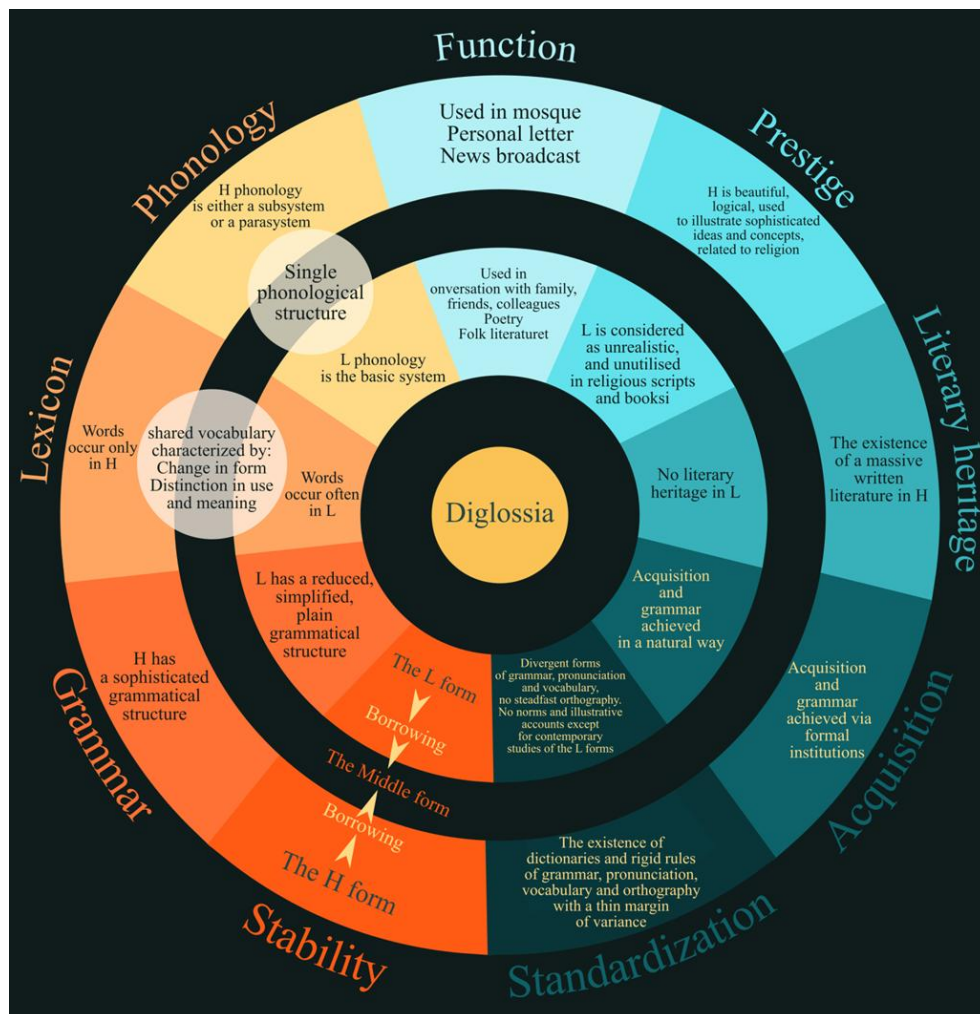 Function
Used in mosque
Personal letter
News broadcast
Used in
onversation with family,
friends, colleagues
Poetry
Folk literaturet
Prestige
H is beautiful,
logical, used
to illustrate sophisticated
ideas and concepts,
related to religion
L is considered
as unrealistic,
and unutilised
in religious scripts
and booksi
Literary heritage
The existence
of a massive
written
literature in H
No literary
heritage in L
Acquisition
Acquisition
and
grammar
achieved via
formal
institutions
Acquisition
and
grammar
achieved
in a natural way
Standardization
The existence of
dictionaries and rigid rules
of grammar, pronunciation,
vocabulary and orthography
with a thin margin
of variance
Divergent forms
of grammar, pronunciation
and vocabulary,
no steadfast orthography.
No norms and illustrative
accounts except
for contemporary
studies of the L forms
Stability
The L form
Borrowing
The Middle form
Borrowing
The H form
Grammar
H has
a sophisticated
grammatical
structure
L has a reduced,
simplified,
plain
grammatical
structure
Lexicon
Words
occur only
in H
shared vocabulary
characterized by:
Change in form
Distinction in use
and meaning
Words
occur often
in L
Phonology
H phonology
is either a subsystem
or a parasystem
Single
phonological
structure
L phonology
is the basic system
Diglossia